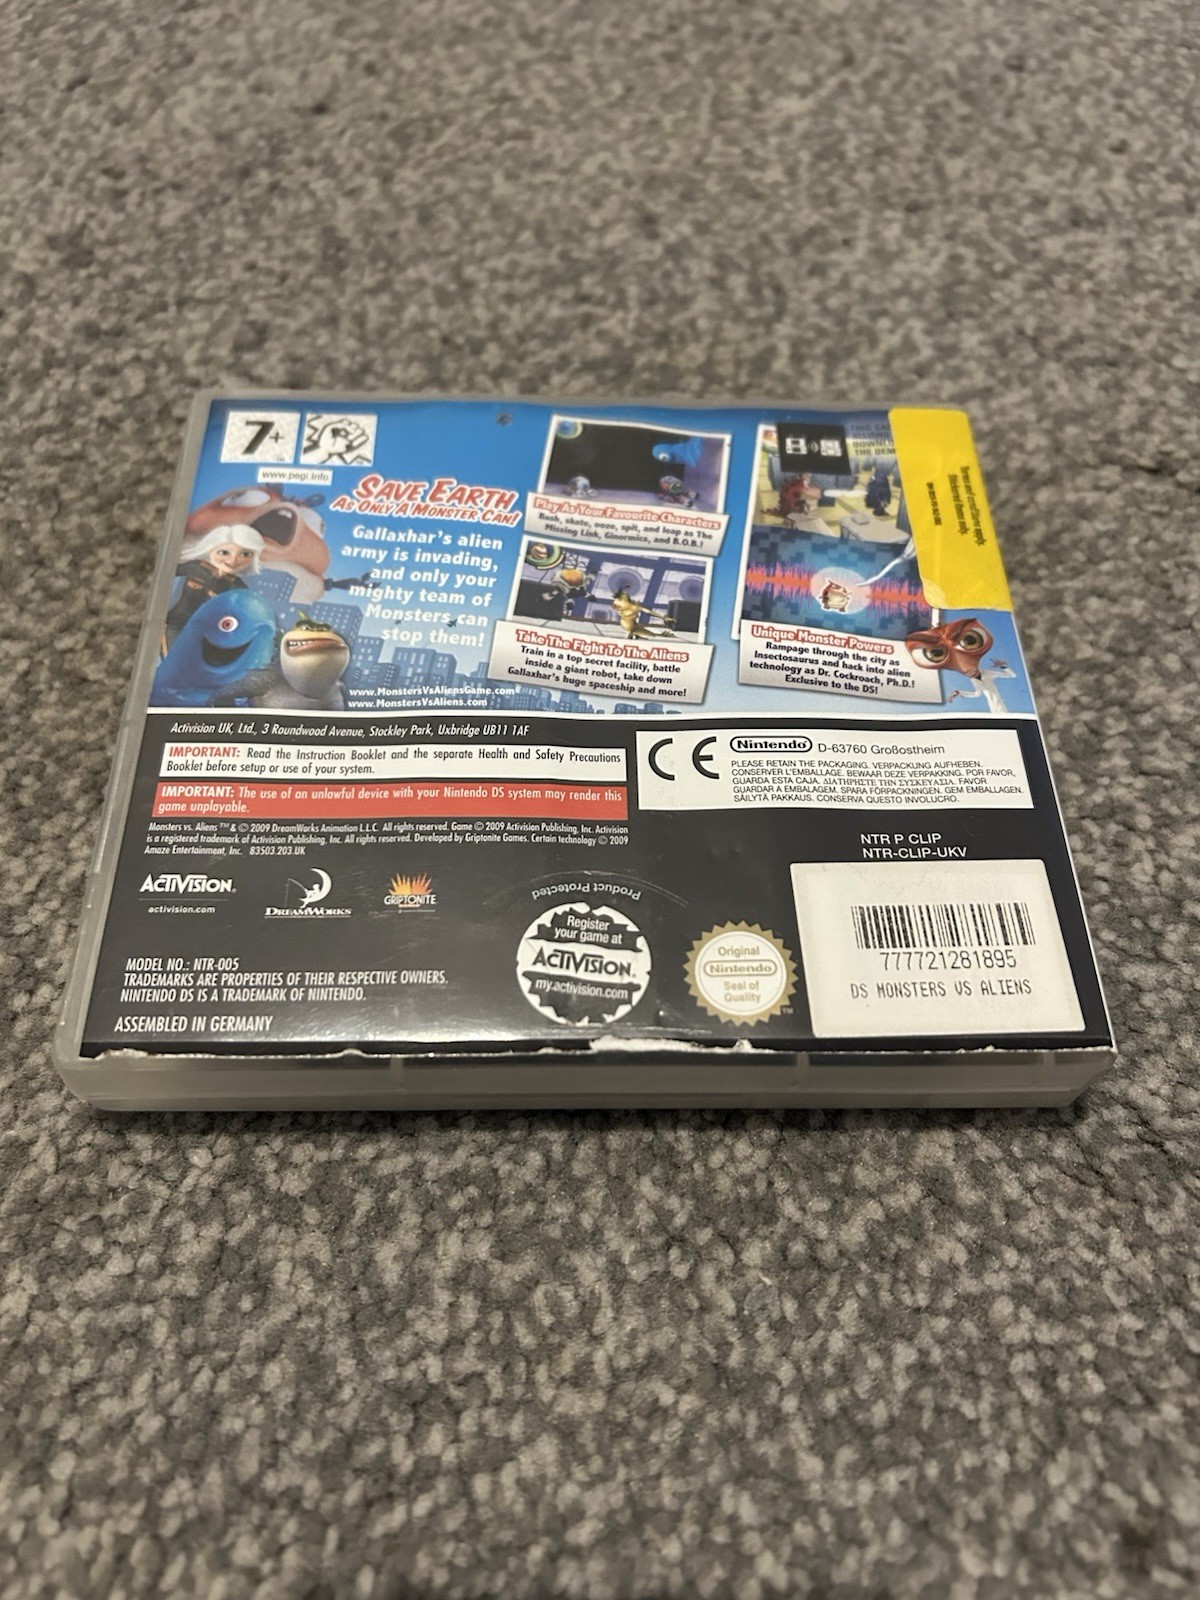 7+
www.pegi.info
SAVE EARTH
AS ONLY A MONSTER CAN!
Gallaxhar's alien
army is invading,
and only your
mighty team of
Monsters can
stop them!
www.MonstersVsAliensGame.com
www.MonstersVsAliens.com
Play As Your Favourite Characters
Bash, skate, ooze, spit, and leap as The
Missing Link, Ginormica, and B.O.B.!
Take The Fight To The Aliens
Train in a top secret facility, battle
inside a giant robot, take down
Gallaxhar's huge spaceship and more!
THE DEM
Unique Monster Powers
Rampage through the city as
Insectosaurus and hack into alien
technology as Dr. Cockroach, Ph.D.!
Exclusive to the DS!
Activision UK, Ltd., 3 Roundwood Avenue, Stockley Park, Uxbridge UB11 1AF
IMPORTANT: Read the Instruction Booklet and the separate Health and Safety Precautions
Booklet before setup or use of your system.
IMPORTANT: The use of an unlawful device with your Nintendo DS system may render this
game unplayable.
Monsters vs. Aliens ™ & © 2009 DreamWorks Animation L.L.C. All rights reserved. Game © 2009 Activision Publishing, Inc. Activision
is a registered trademark of Activision Publishing, Inc. All rights reserved. Developed by Griptonite Games. Certain technology © 2009
Amaze Entertainment, Inc. 83503.203.UK
CE
Nintendo® D-63760 Großostheim
PLEASE RETAIN THE PACKAGING. VERPACKUNG AUFHEBEN.
CONSERVER L'EMBALLAGE. BEWAAR DEZE VERPAKKING. POR FAVOR,
GUARDA ESTA CAJA. ΔΙΑΤΗΡΗΣΤΕ ΤΗΝ ΣΥΣΚΕΥΑΣΙΑ. FAVOR
GUARDAR A EMBALAGEM. SPARA FÖRPACKNINGEN. GEM EMBALLAGEN.
SÄILYTÄ PAKKAUS. CONSERVA QUESTO INVOLUCRO.
NTR P CLIP
NTR-CLIP-UKV
ACTIVISION®
activision.com
DREAMWORKS
GRIPTONITE
Product Protected
Register
your game at
ACTIVISION.
my.activision.com
Original
Nintendo®
Seal of
Quality
™
777721281895
DS MONSTERS VS ALIENS
MODEL NO.: NTR-005
TRADEMARKS ARE PROPERTIES OF THEIR RESPECTIVE OWNERS.
NINTENDO DS IS A TRADEMARK OF NINTENDO.
ASSEMBLED IN GERMANY